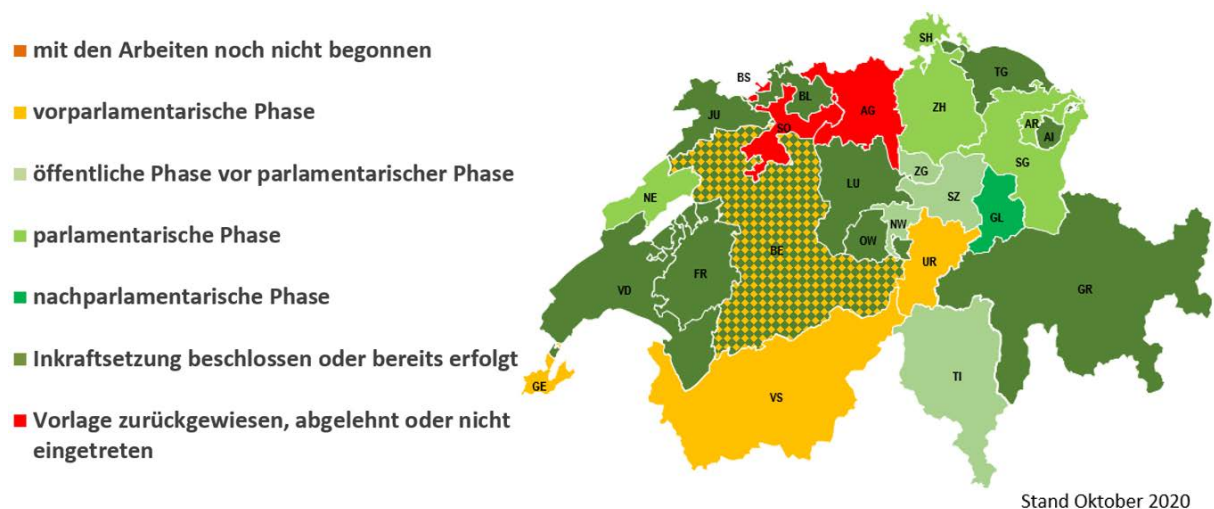 mit den Arbeiten noch nicht begonnen
vorparlamentarische Phase
öffentliche Phase vor parlamentarischer Phase
parlamentarische Phase
nachparlamentarische Phase
Inkraftsetzung beschlossen oder bereits erfolgt
Vorlage zurückgewiesen, abgelehnt oder nicht
eingetreten
SH
BS
TG
BL
JU
AG
ZH
SO
AR
AI
ZG
SG
LU
NE
SZ
GL
NW
OW
BE
UR
FR
VD
GR
GE
TI
VS
Stand Oktober 2020